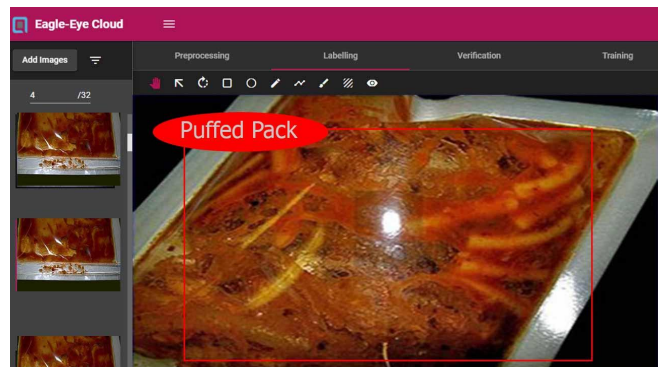 Eagle-Eye Cloud
Add Images
Preprocessing
Labelling
Verification
Training
4 /32
Puffed Pack